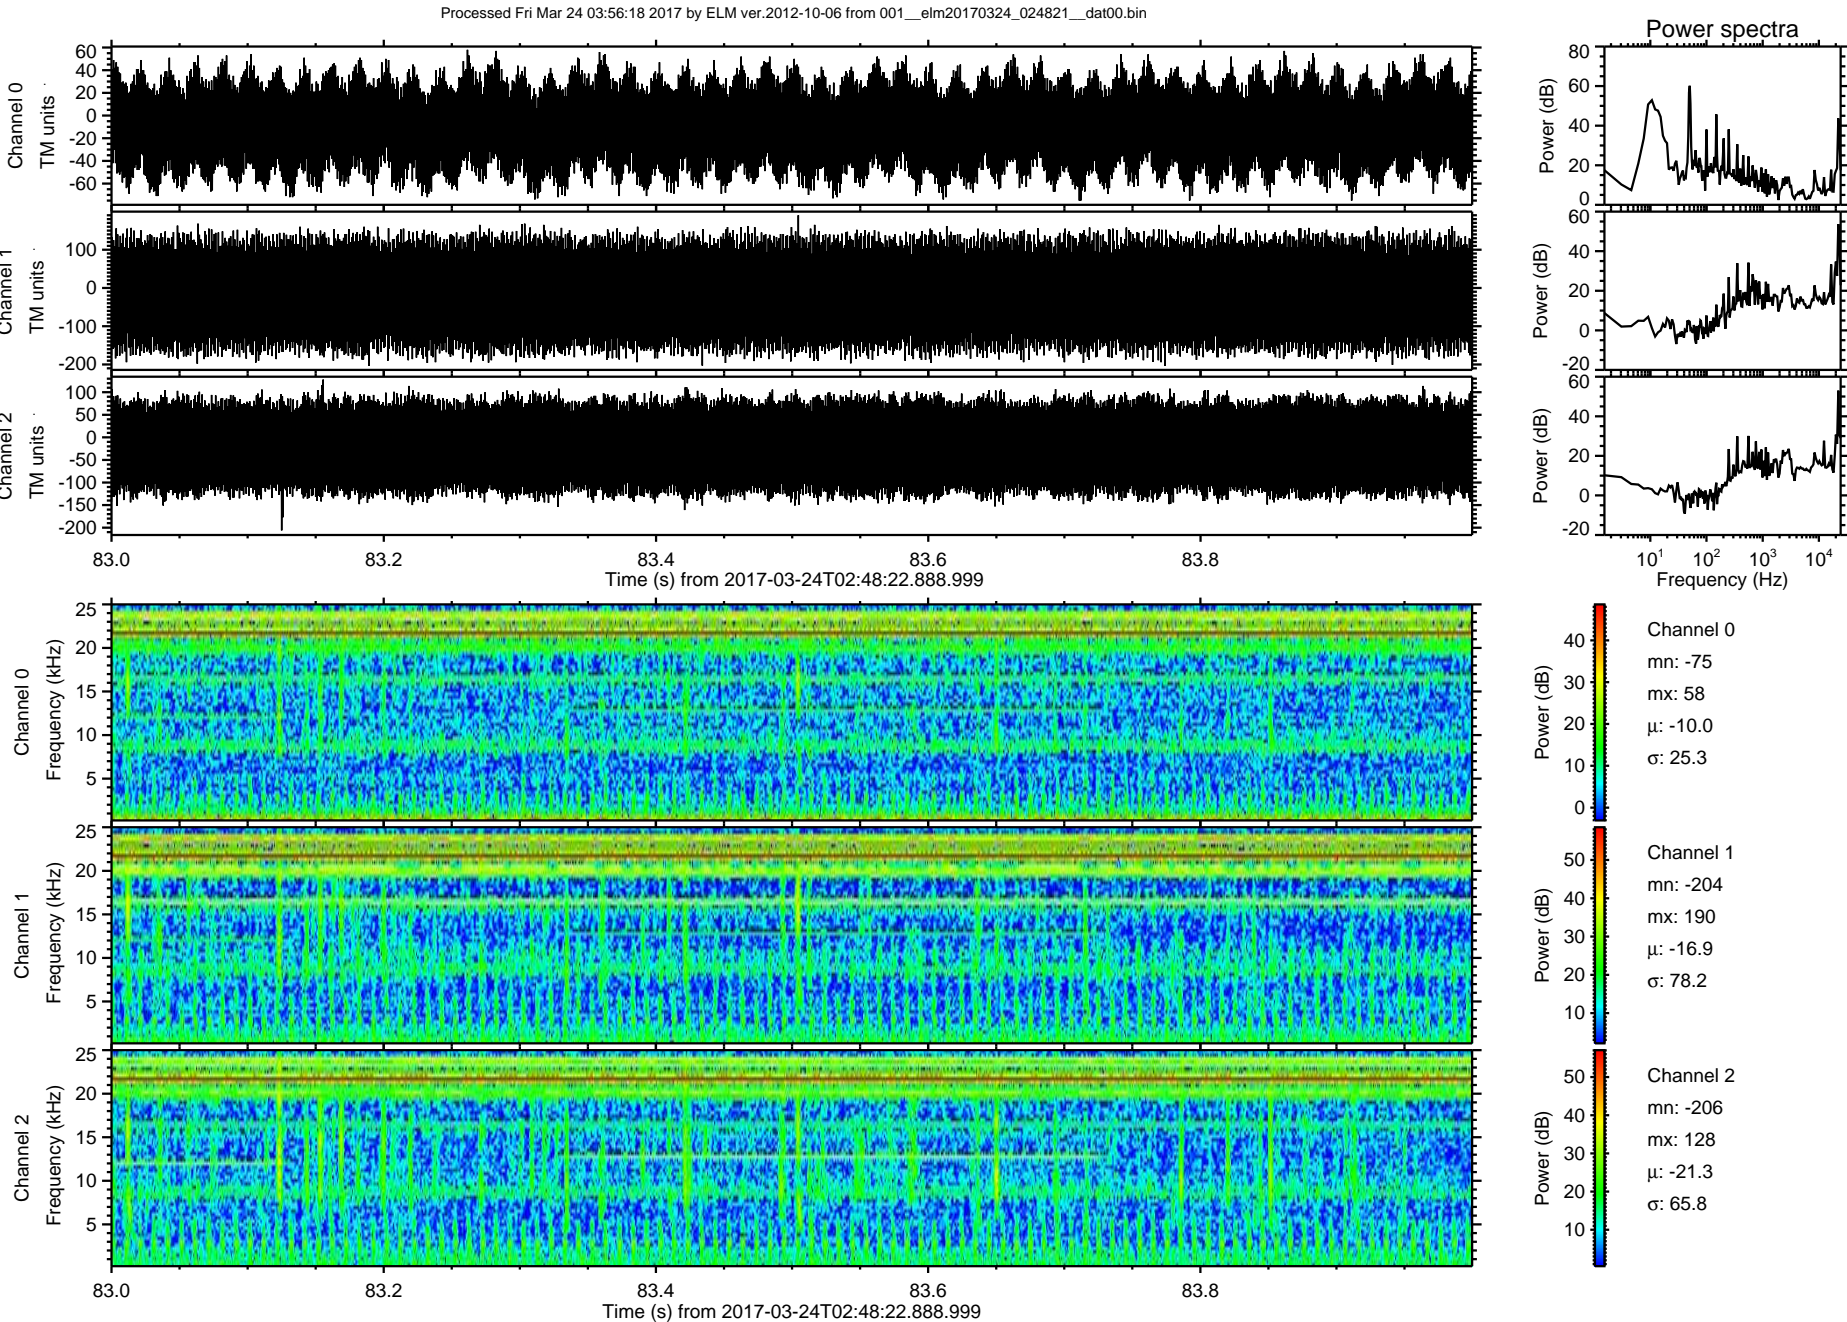 Processed Fri Mar 24 03:56:18 2017 by ELM ver.2012-10-06 from 001__elm20170324_024821__dat00.bin
Power spectra
Channel 0
TM units
60
40
20
0
-20
-40
-60
Power (dB)
80
60
40
20
0
Channel 1
TM units
100
0
-100
-200
Power (dB)
60
40
20
0
-20
Channel 2
TM units
100
50
0
-50
-100
-150
-200
Power (dB)
60
40
20
0
-20
83.0 83.2 83.4 83.6 83.8
Time (s) from 2017-03-24T02:48:22.888.999
10^1 10^2 10^3 10^4
Frequency (Hz)
Channel 0
Frequency (kHz)
25
20
15
10
5
Power (dB)
40
30
20
10
0
Channel 0
mn: -75
mx: 58
μ: -10.0
σ: 25.3
Channel 1
Frequency (kHz)
25
20
15
10
5
Power (dB)
50
40
30
20
10
Channel 1
mn: -204
mx: 190
μ: -16.9
σ: 78.2
Channel 2
Frequency (kHz)
25
20
15
10
5
Power (dB)
50
40
30
20
10
Channel 2
mn: -206
mx: 128
μ: -21.3
σ: 65.8
83.0 83.2 83.4 83.6 83.8
Time (s) from 2017-03-24T02:48:22.888.999